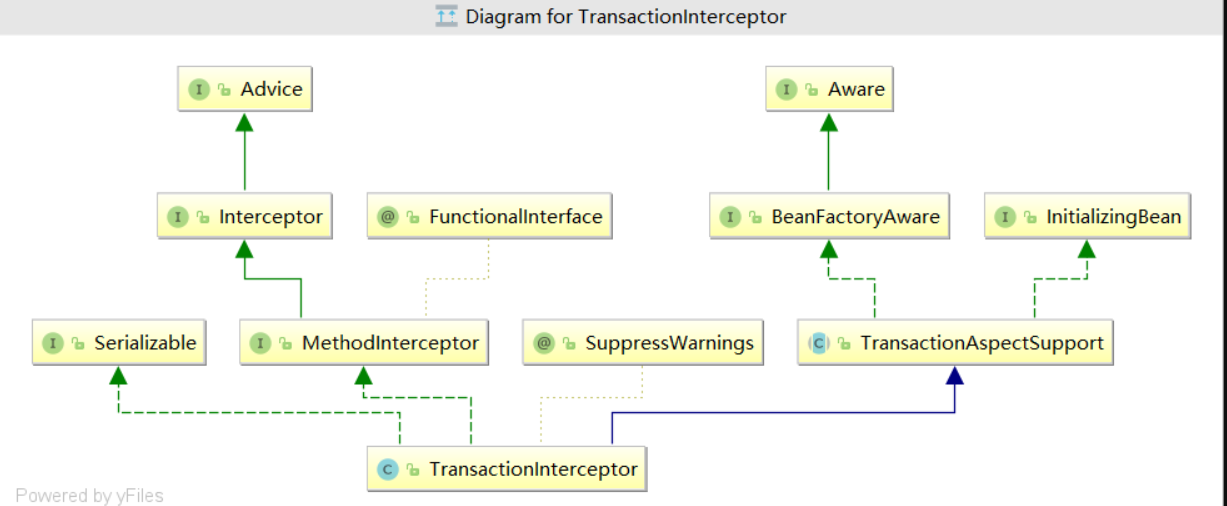 Diagram for TransactionInterceptor
I Advice
I Aware
I Interceptor
@ FunctionalInterface
I BeanFactoryAware
I InitializingBean
I Serializable
I MethodInterceptor
@ SuppressWarnings
C TransactionAspectSupport
C TransactionInterceptor
Powered by yFiles